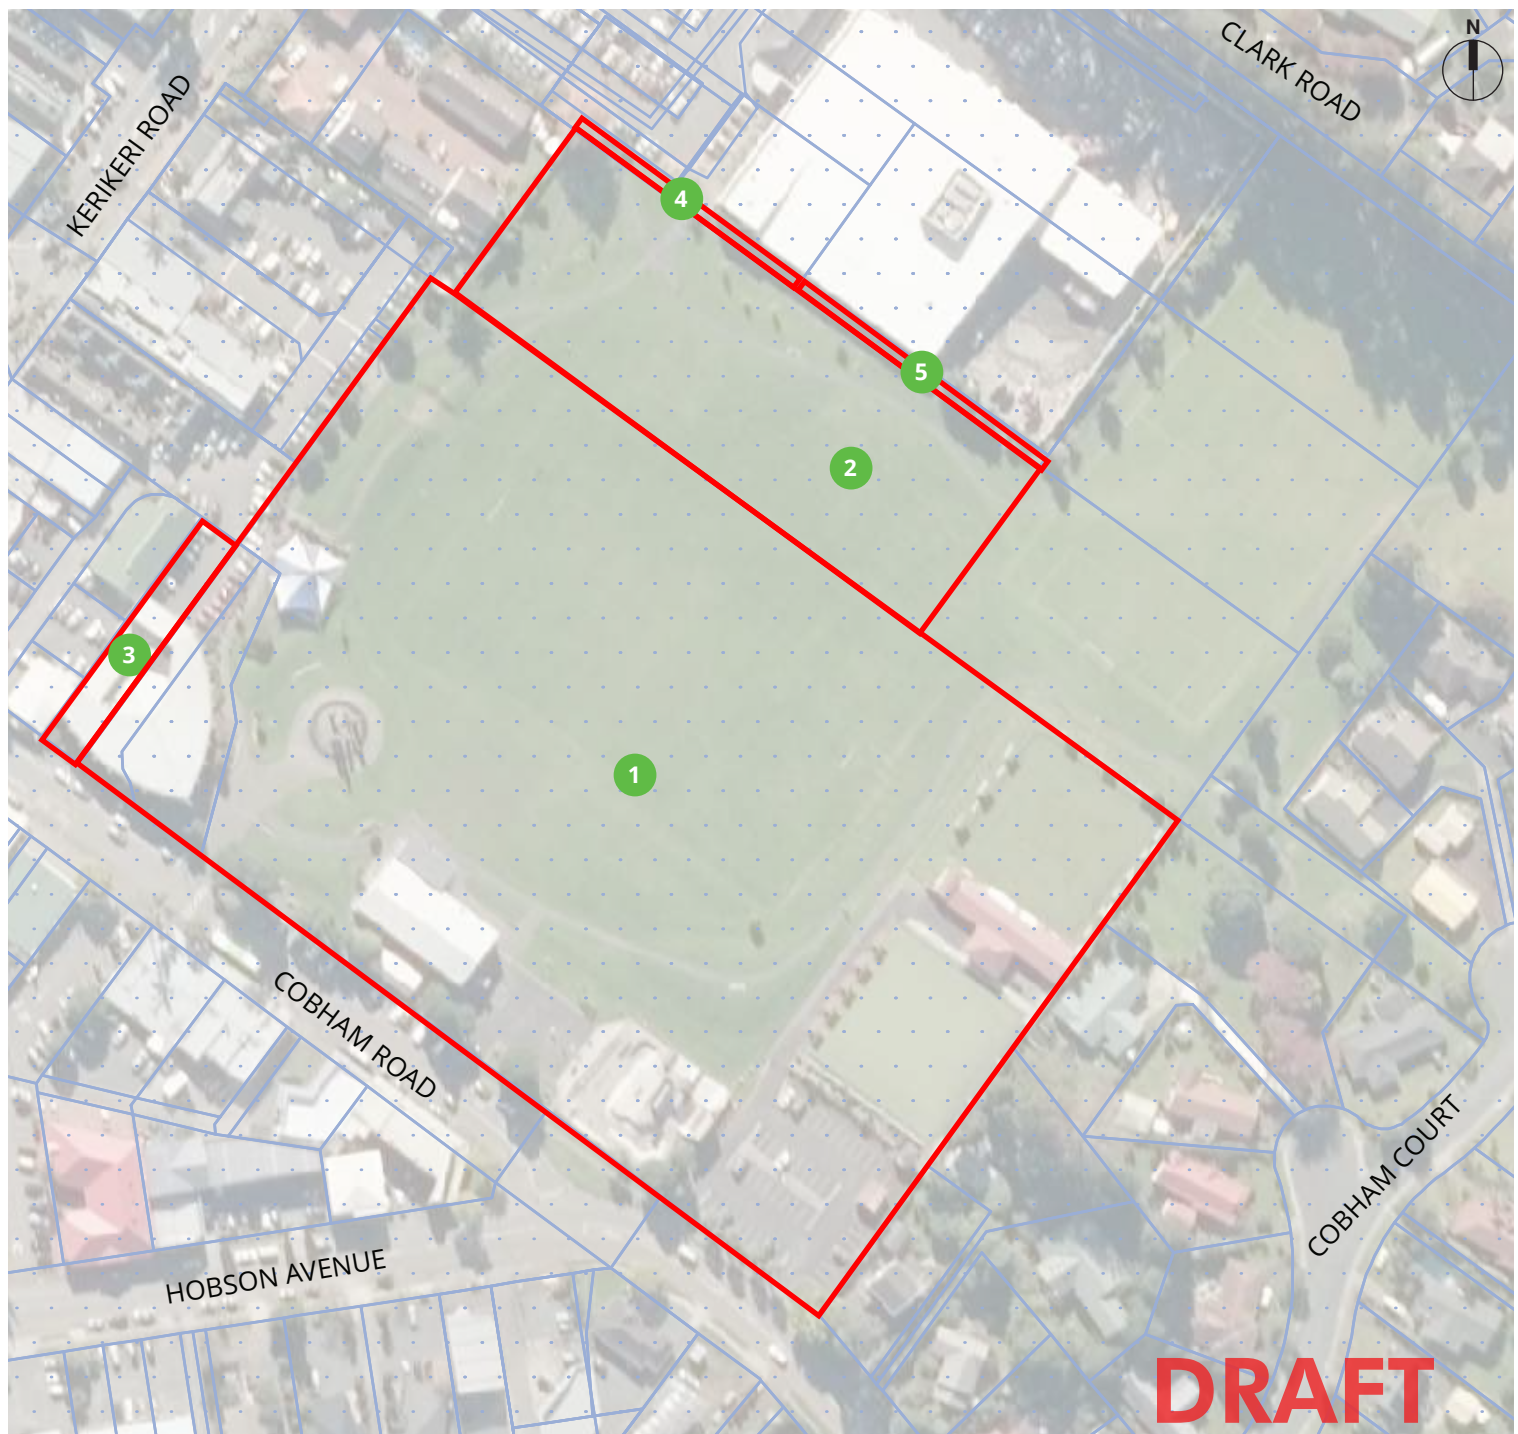 CLARK ROAD
N
KERIKERI ROAD
4
5
2
3
1
COBHAM ROAD
COBHAM COURT
HOBSON AVENUE
DRAFT